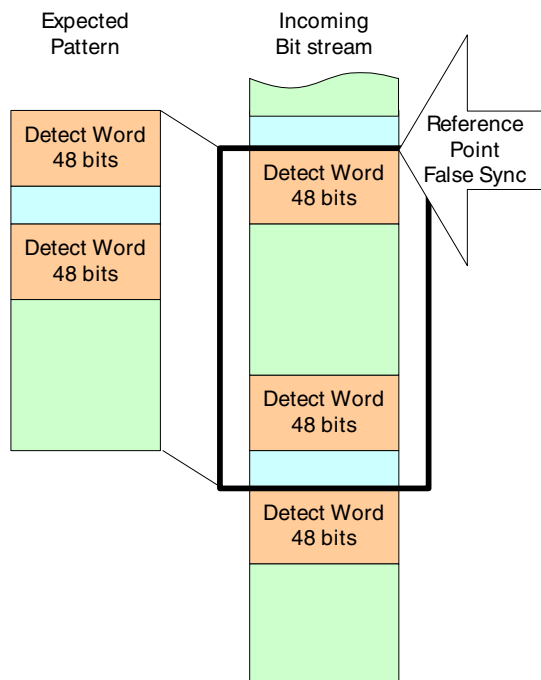 Expected
Pattern
Incoming
Bit stream
Detect Word
48 bits
Detect Word
48 bits
Reference
Point
False Sync
Detect Word
48 bits
Detect Word
48 bits
Detect Word
48 bits